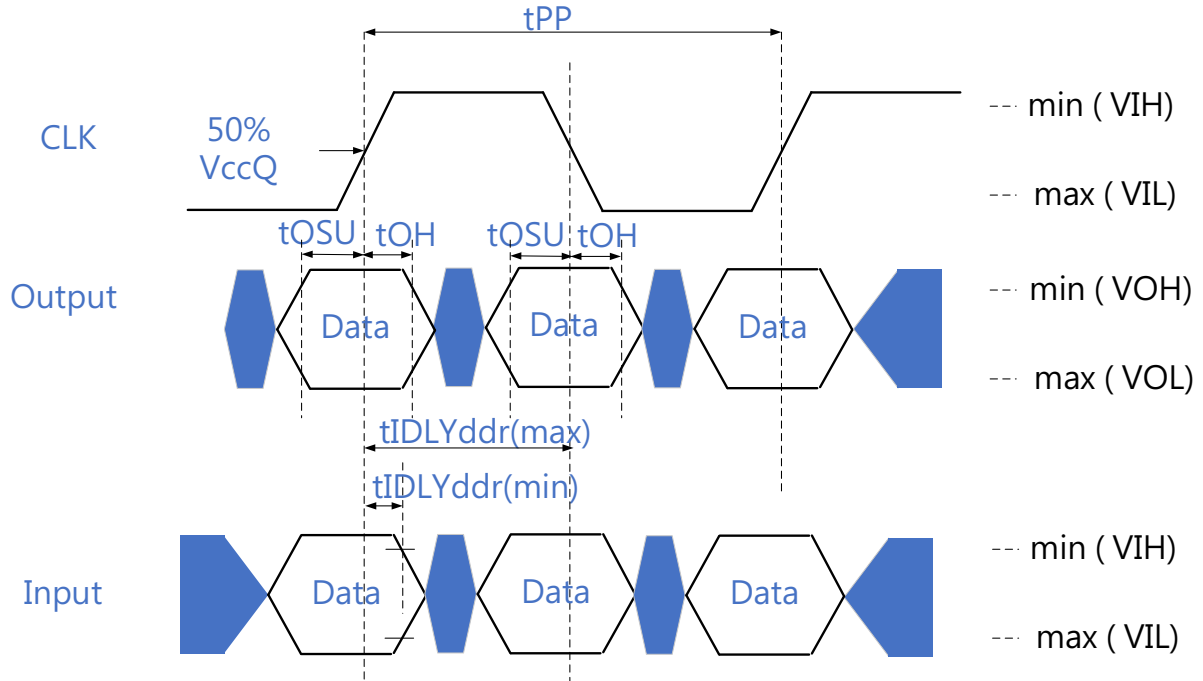 tPP
CLK
50%
VccQ
min ( VIH)
max ( VIL)
tOSU tOH tOSU tOH
Output
Data Data Data
min ( VOH)
max ( VOL)
tIDLYddr(max)
tIDLYddr(min)
Input
Data Data Data
min ( VIH)
max ( VIL)